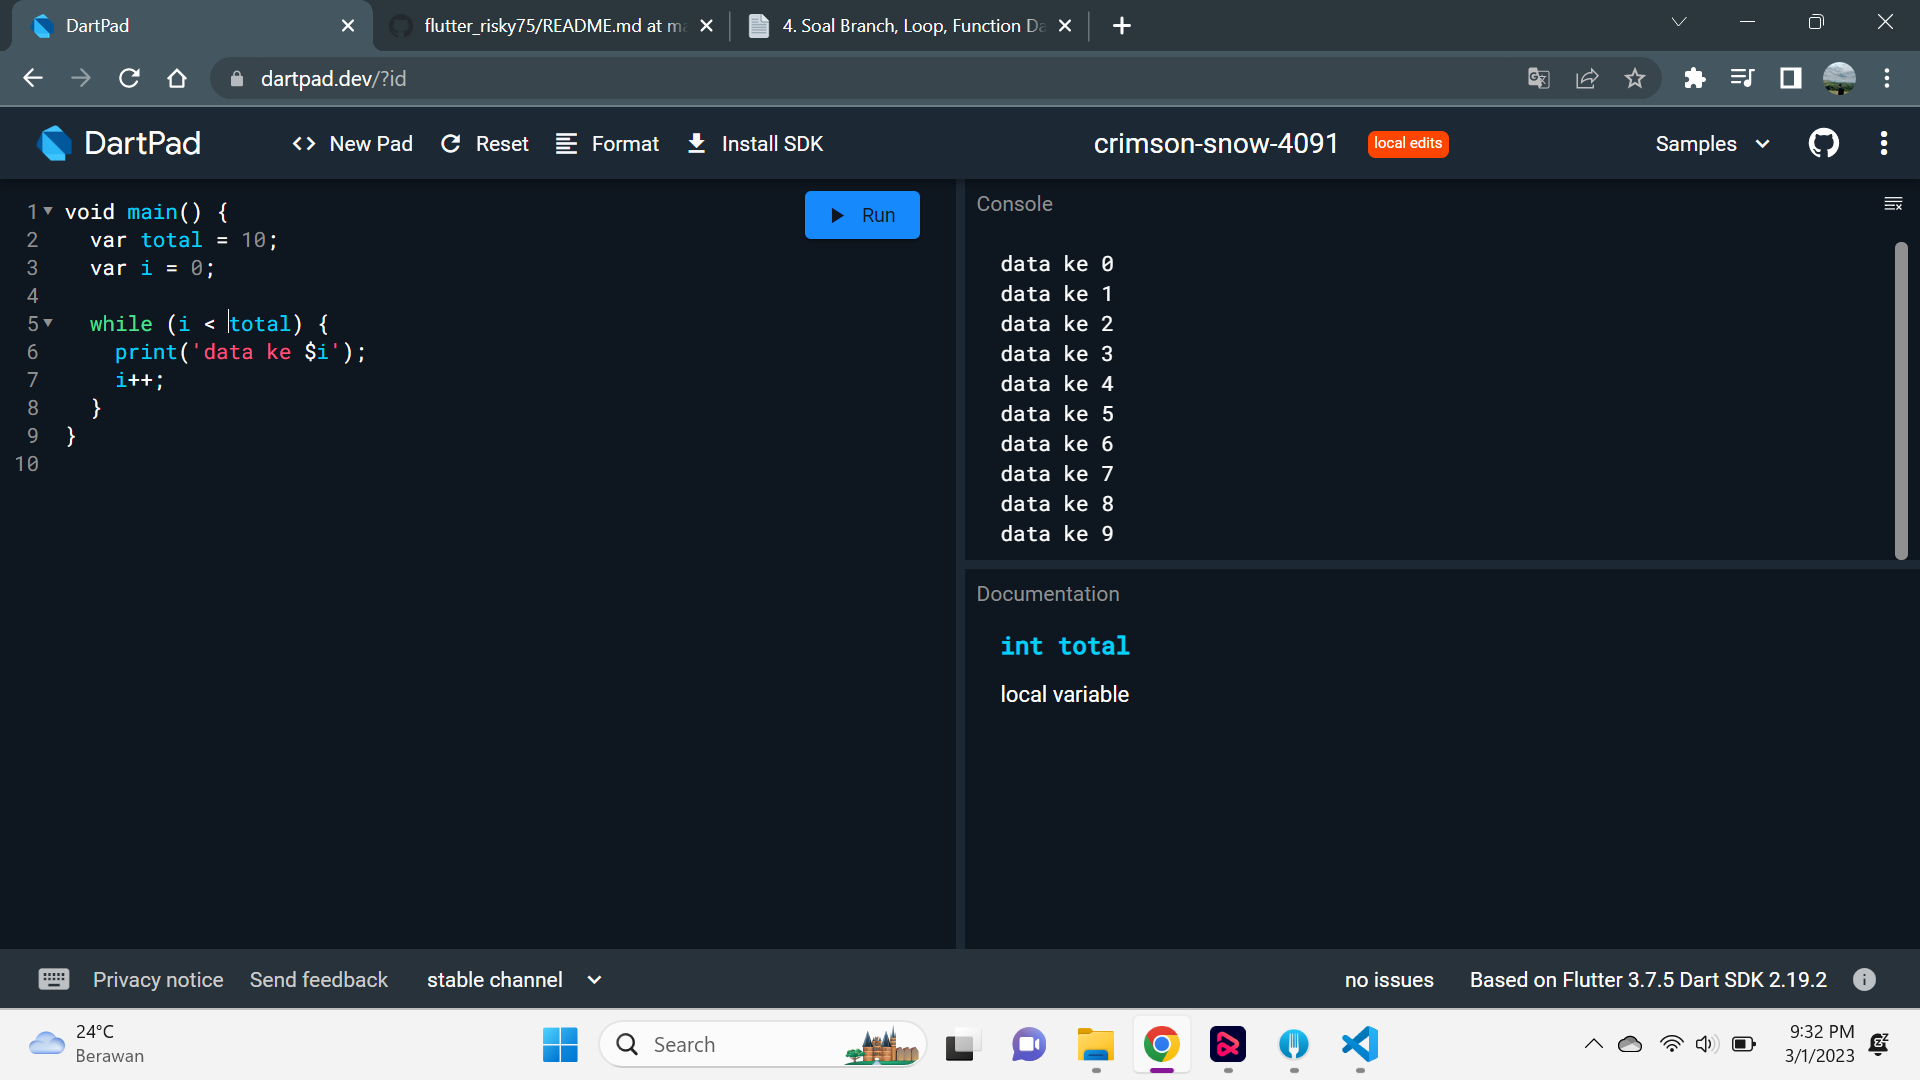 DartPad
flutter_risky75/README.md at ma
4. Soal Branch, Loop, Function Da
dartpad.dev/?id
DartPad
New Pad
Reset
Format
Install SDK
crimson-snow-4091
local edits
Samples
1 void main() {
2 var total = 10;
3 var i = 0;
4
5 while (i < total) {
6 print('data ke $i');
7 i++;
8 }
9 }
10
Run
Console
data ke 0
data ke 1
data ke 2
data ke 3
data ke 4
data ke 5
data ke 6
data ke 7
data ke 8
data ke 9
Documentation
int total
local variable
Privacy notice
Send feedback
stable channel
no issues
Based on Flutter 3.7.5 Dart SDK 2.19.2
24°C
Berawan
Search
9:32 PM
3/1/2023